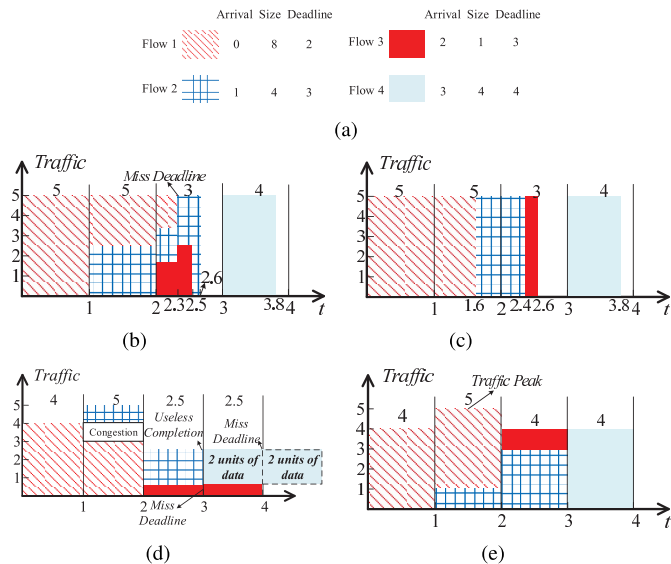 Arrival Size Deadline Arrival Size Deadline
Flow 1 0 8 2 Flow 3 2 1 3
Flow 2 1 4 3 Flow 4 3 4 4
(a)
Traffic Miss Deadline
5 5 3 4
5
4
3
2
1
2.6
1 2 2.3 2.5 3 3.8 4 t
(b)
Traffic
5 5 3 4
5
4
3
2
1
1 1.6 2 2.4 2.6 3 3.8 4 t
(c)
Traffic
4 5 2.5 2.5
5
4
3
2
1
Congestion
Useless
Completion
Miss
Deadline
2 units of
data
2 units of
data
1 2 3 4 t
Miss
Deadline
(d)
Traffic
Traffic Peak
4 5 4 4
5
4
3
2
1
1 2 3 4 t
(e)